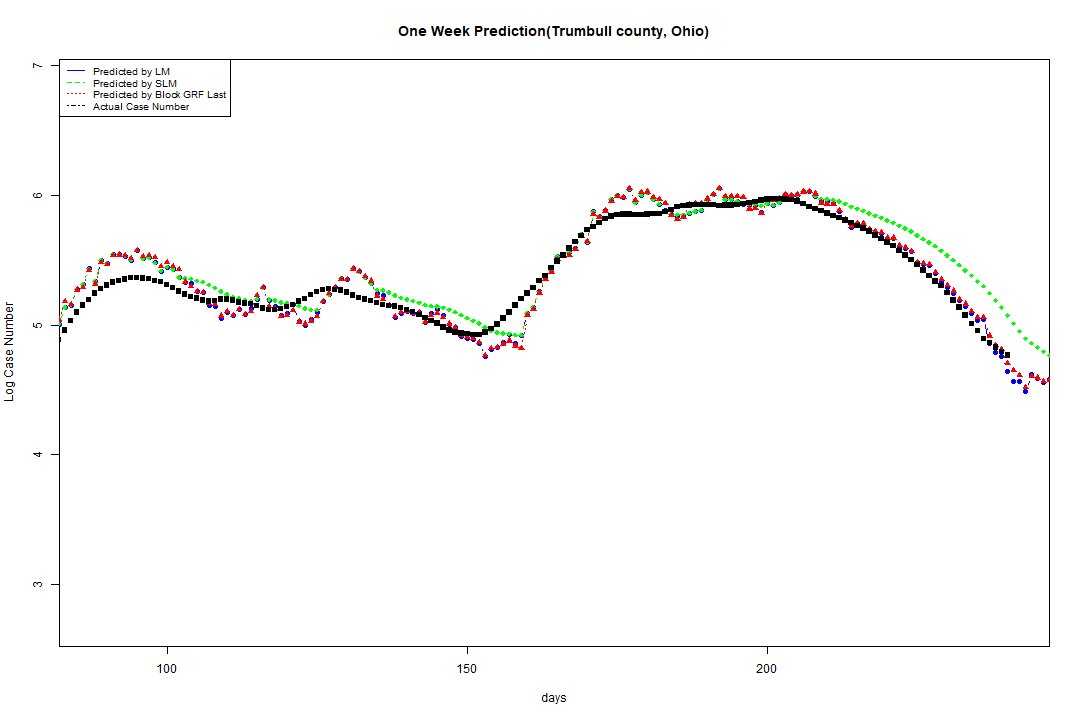 One Week Prediction(Trumbull county, Ohio)
Predicted by LM
Predicted by SLM
Predicted by Block GRF Last
Actual Case Number
7
6
5
4
3
Log Case Number
100 150 200
days